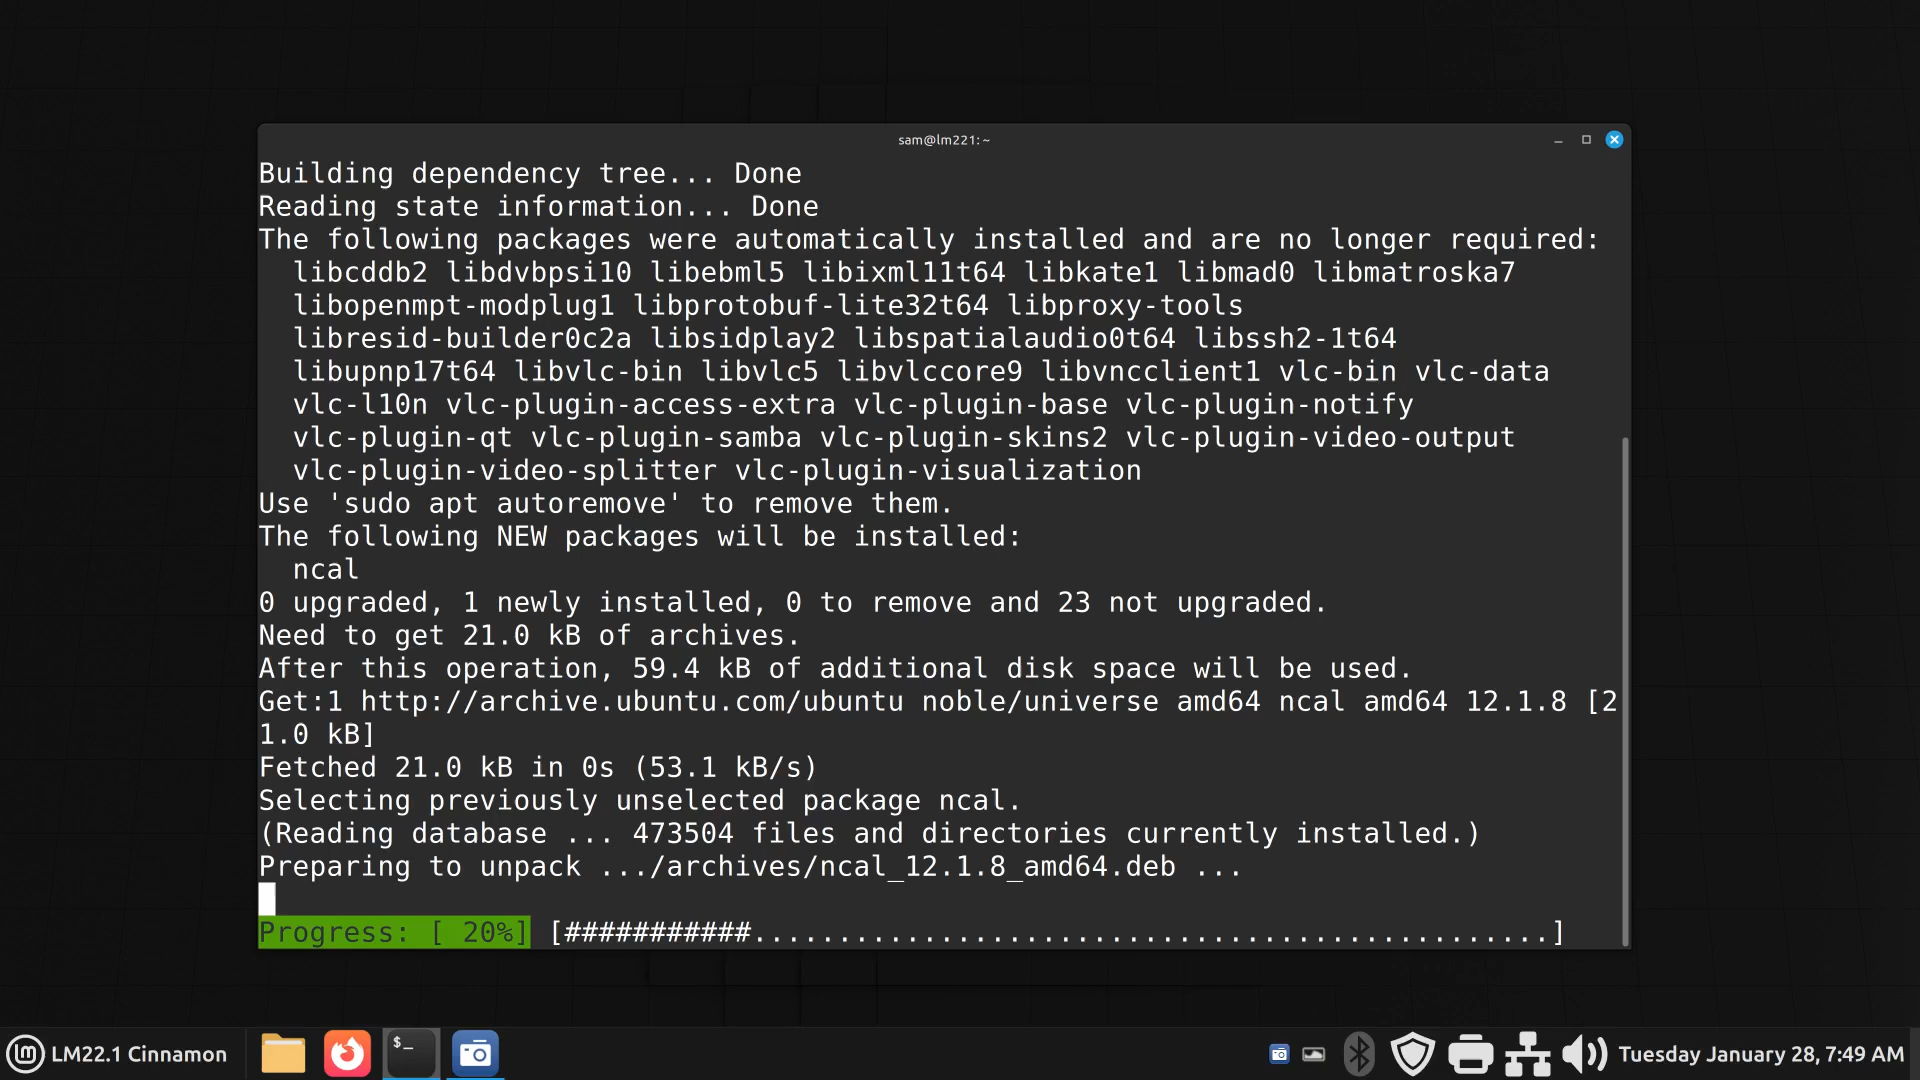 sam@lm221: ~
Building dependency tree... Done
Reading state information... Done
The following packages were automatically installed and are no longer required:
  libcddb2 libdvbpsi10 libebml5 libixml11t64 libkate1 libmad0 libmatroska7
  libopenmpt-modplug1 libprotobuf-lite32t64 libproxy-tools
  libresid-builder0c2a libsidplay2 libspatialaudio0t64 libssh2-1t64
  libupnp17t64 libvlc-bin libvlc5 libvlccore9 libvncclient1 vlc-bin vlc-data
  vlc-l10n vlc-plugin-access-extra vlc-plugin-base vlc-plugin-notify
  vlc-plugin-qt vlc-plugin-samba vlc-plugin-skins2 vlc-plugin-video-output
  vlc-plugin-video-splitter vlc-plugin-visualization
Use 'sudo apt autoremove' to remove them.
The following NEW packages will be installed:
  ncal
0 upgraded, 1 newly installed, 0 to remove and 23 not upgraded.
Need to get 21.0 kB of archives.
After this operation, 59.4 kB of additional disk space will be used.
Get:1 http://archive.ubuntu.com/ubuntu noble/universe amd64 ncal amd64 12.1.8 [2
1.0 kB]
Fetched 21.0 kB in 0s (53.1 kB/s)
Selecting previously unselected package ncal.
(Reading database ... 473504 files and directories currently installed.)
Preparing to unpack .../archives/ncal_12.1.8_amd64.deb ...
Progress: [ 20%] [###########...............................................]
LM22.1 Cinnamon
$_
Tuesday January 28, 7:49 AM